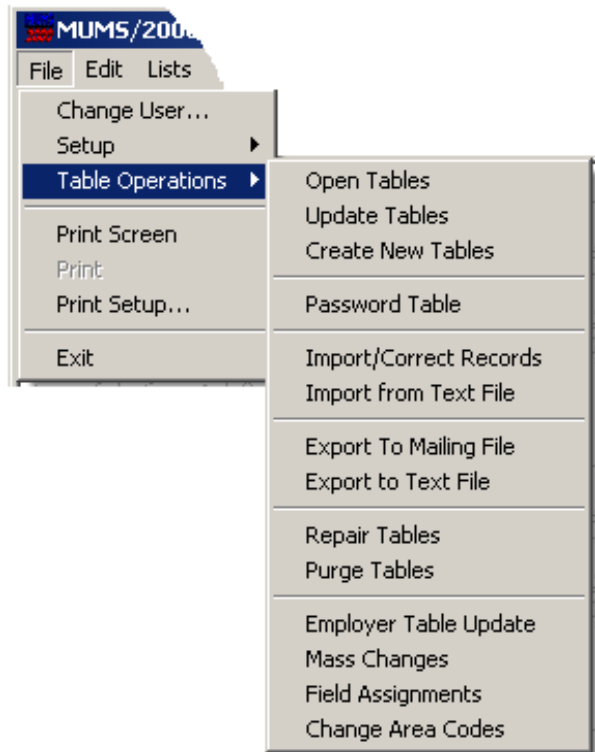 MUMS/200
File Edit Lists
Change User...
Setup
Table Operations
Print Screen
Print
Print Setup...
Exit
Open Tables
Update Tables
Create New Tables
Password Table
Import/Correct Records
Import from Text File
Export To Mailing File
Export to Text File
Repair Tables
Purge Tables
Employer Table Update
Mass Changes
Field Assignments
Change Area Codes